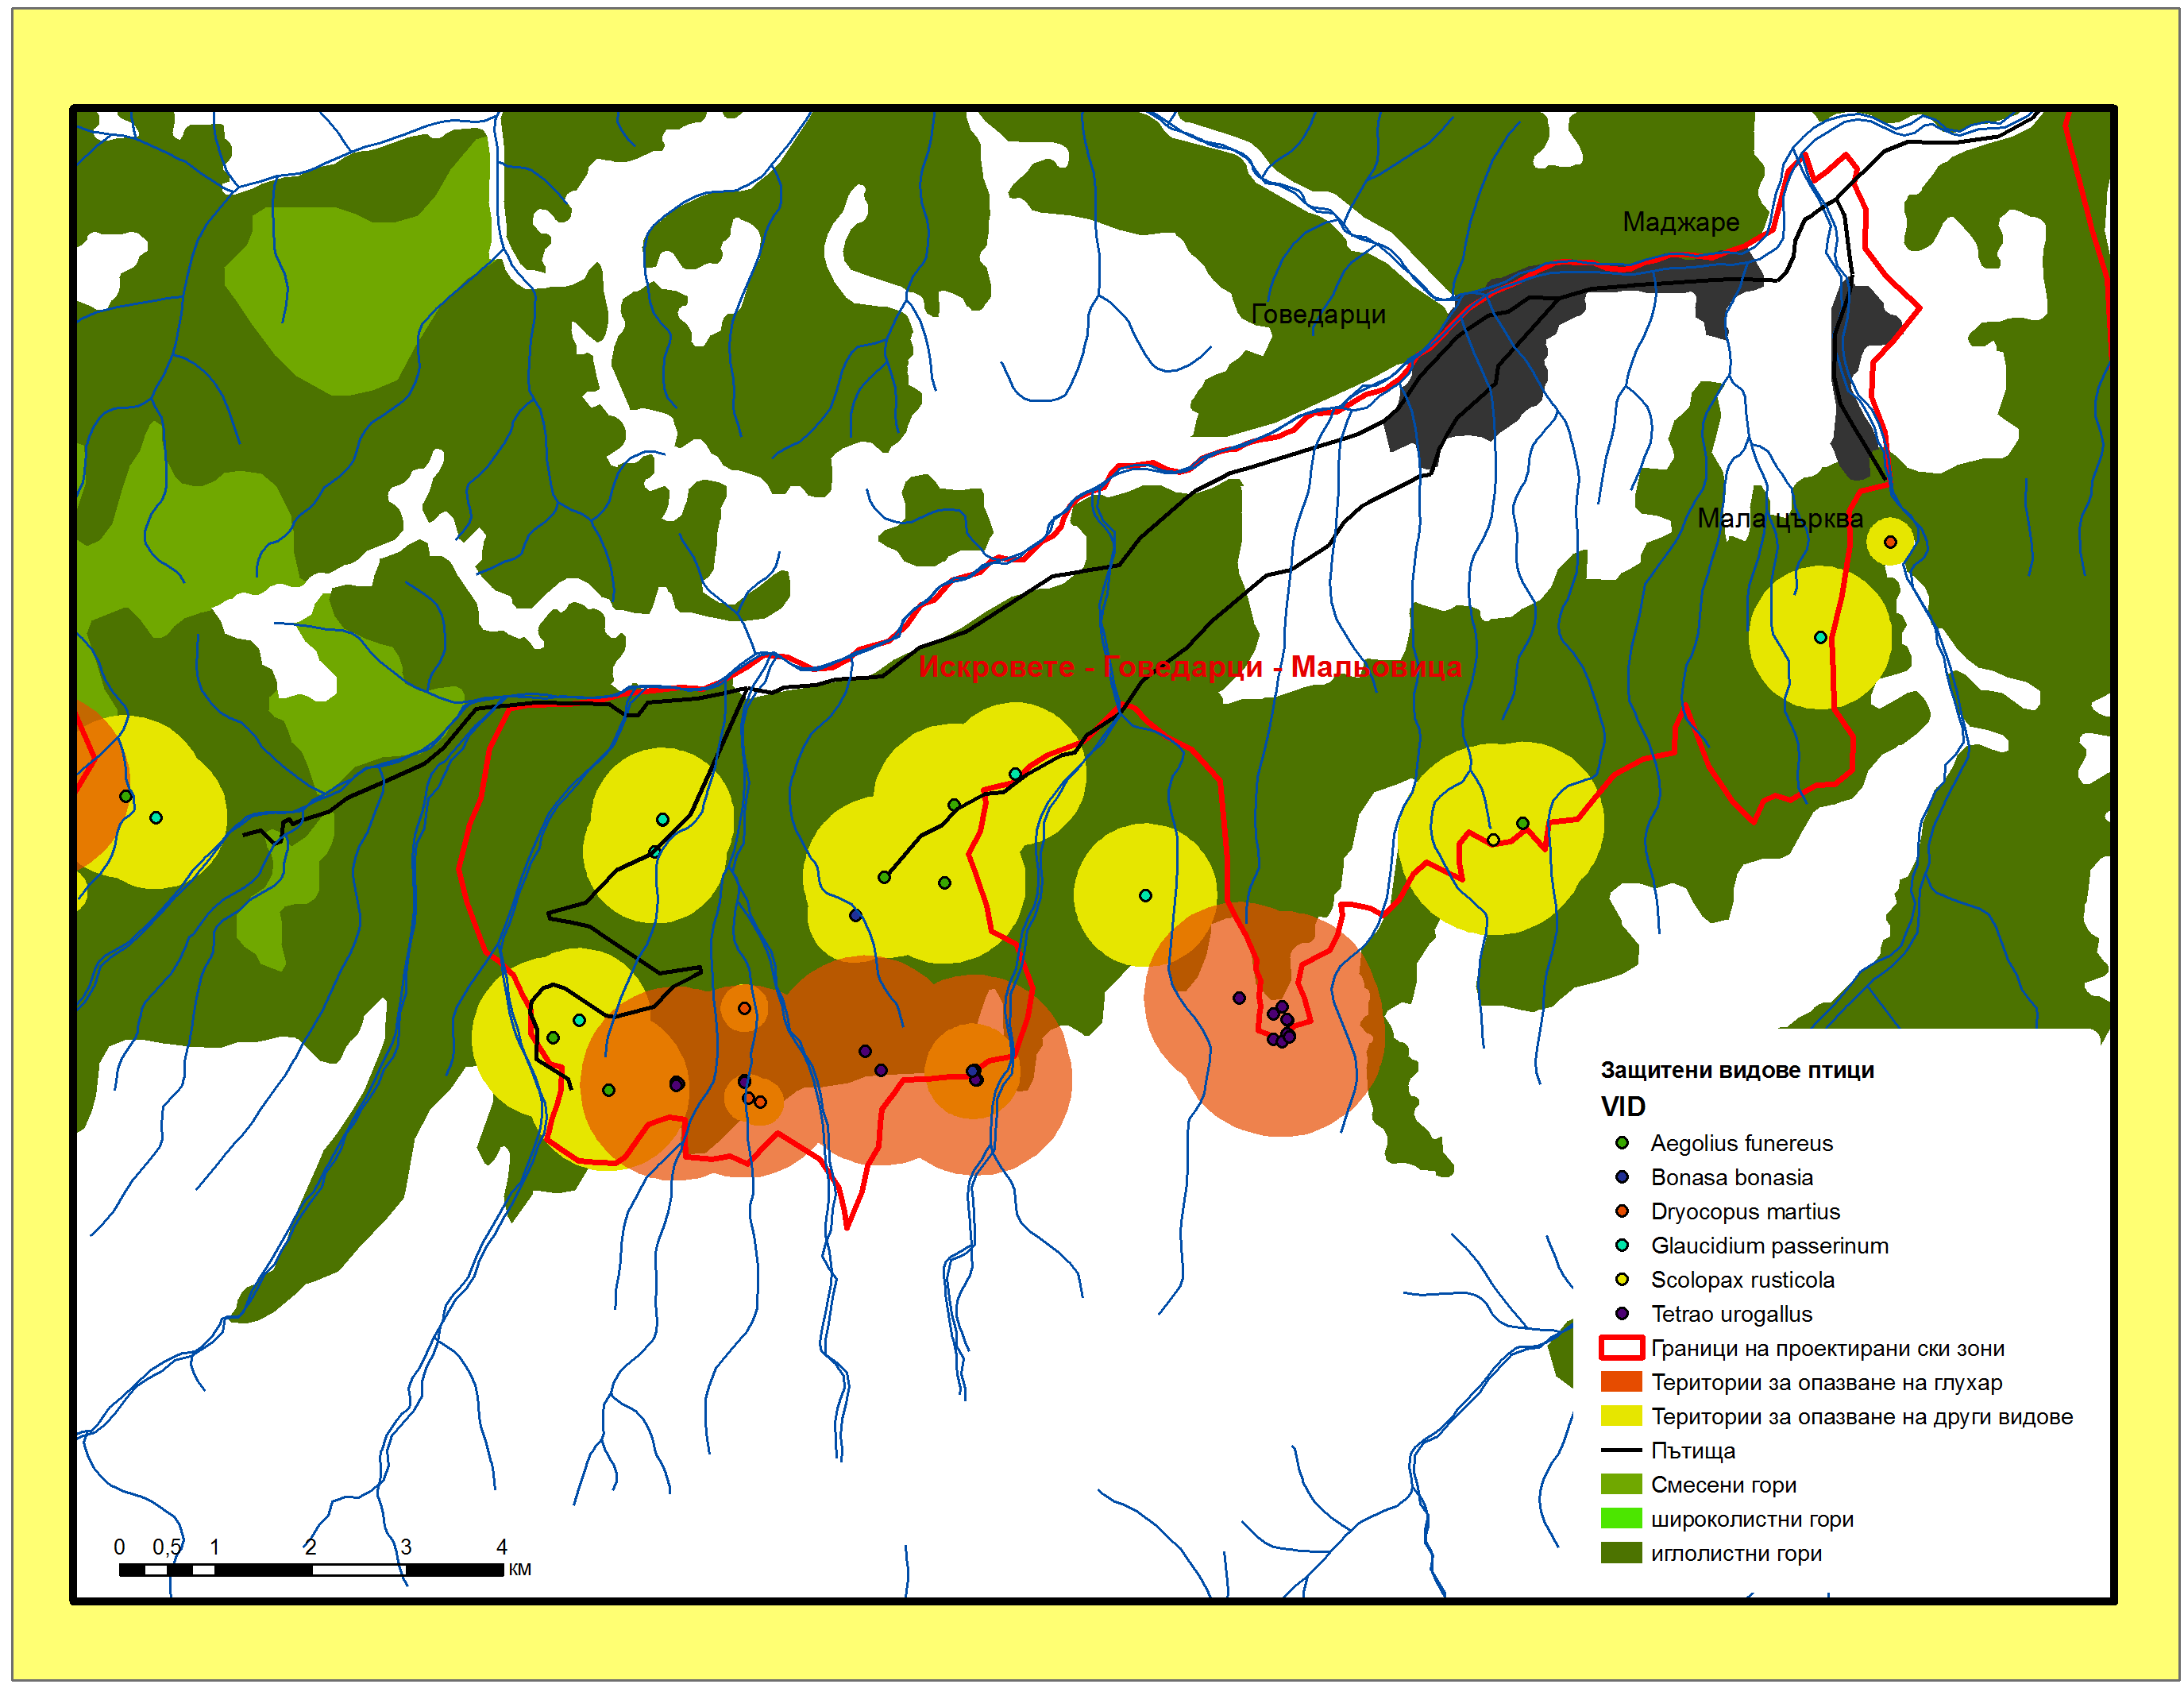 Маджаре
Говедарци
Мала църква
Искровете - Говедарци - Мальовица
Защитени видове птици
VID
Aegolius funereus
Bonasa bonasia
Dryocopus martius
Glaucidium passerinum
Scolopax rusticola
Tetrao urogallus
Граници на проектирани ски зони
Територии за опазване на глухар
Територии за опазване на други видове
Пътища
Смесени гори
широколистни гори
иглолистни гори
0 0,5 1 2 3 4
км